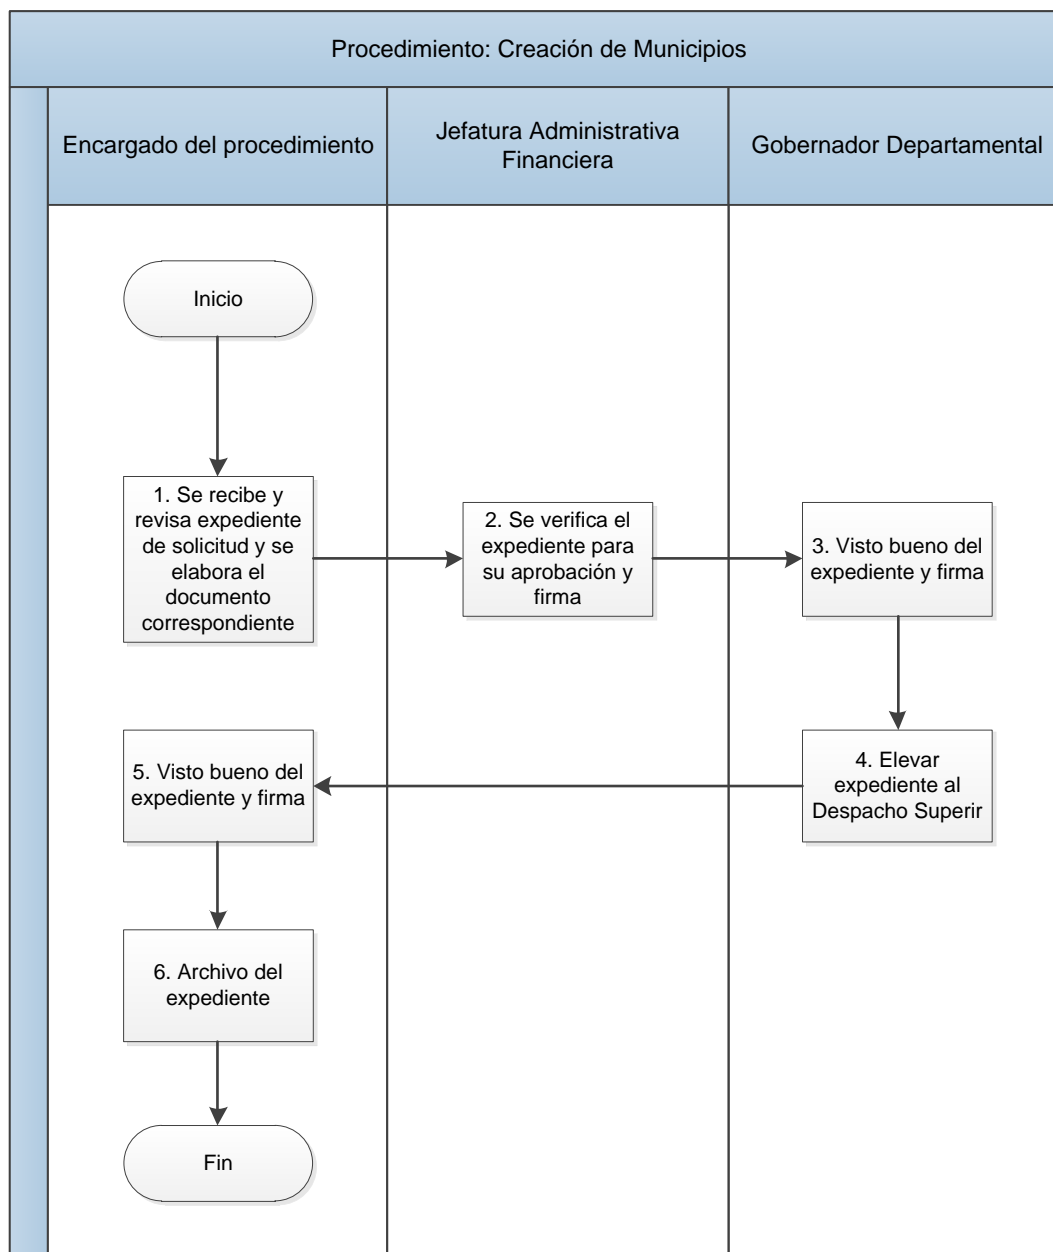 Procedimiento: Creación de Municipios
Encargado del procedimiento
Jefatura Administrativa
Financiera
Gobernador Departamental
Inicio
1. Se recibe y
revisa expediente
de solicitud y se
elabora el
documento
correspondiente
2. Se verifica el
expediente para
su aprobación y
firma
3. Visto bueno del
expediente y firma
4. Elevar
expediente al
Despacho Superir
5. Visto bueno del
expediente y firma
6. Archivo del
expediente
Fin